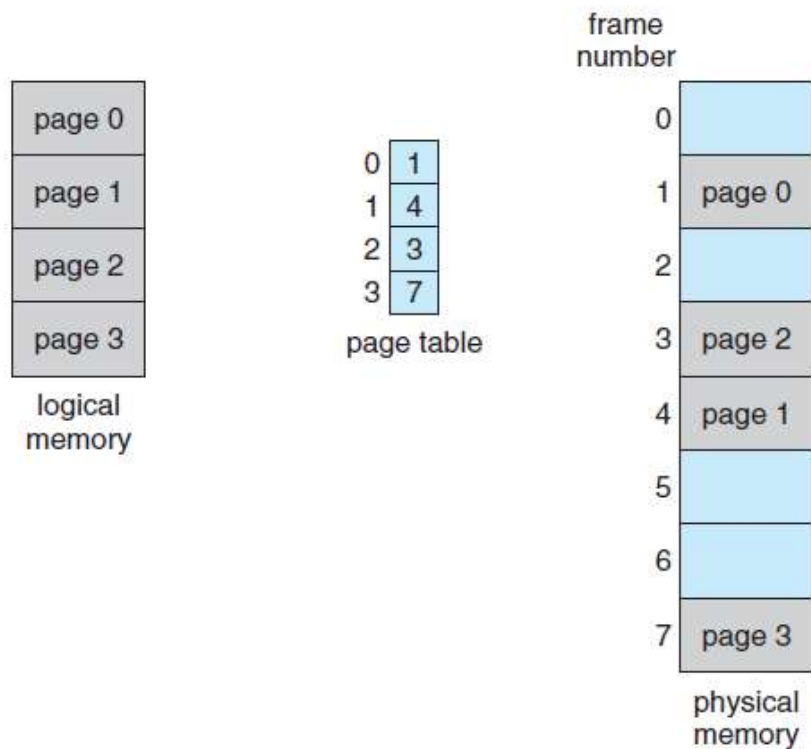 page 0
page 1
page 2
page 3
logical
memory
0 1
1 4
2 3
3 7
page table
frame
number
0
1 page 0
2
3 page 2
4 page 1
5
6
7 page 3
physical
memory